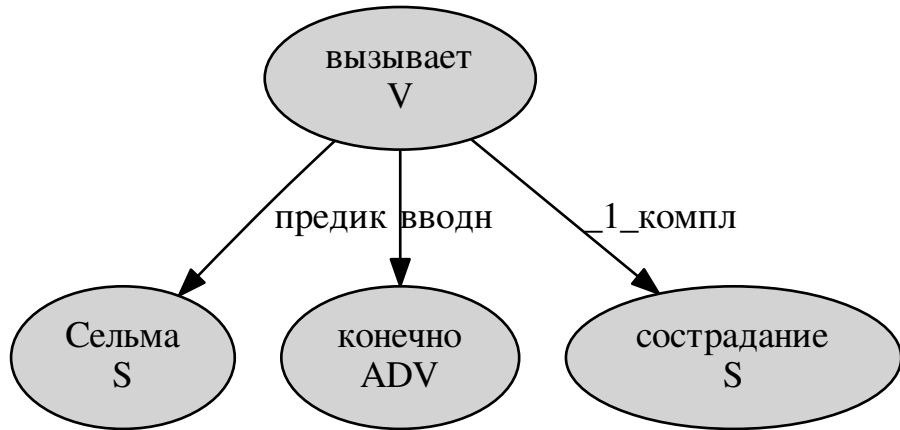 вызывает
V
предик
вводн
_1_компл
Сельма
S
конечно
ADV
сострадание
S